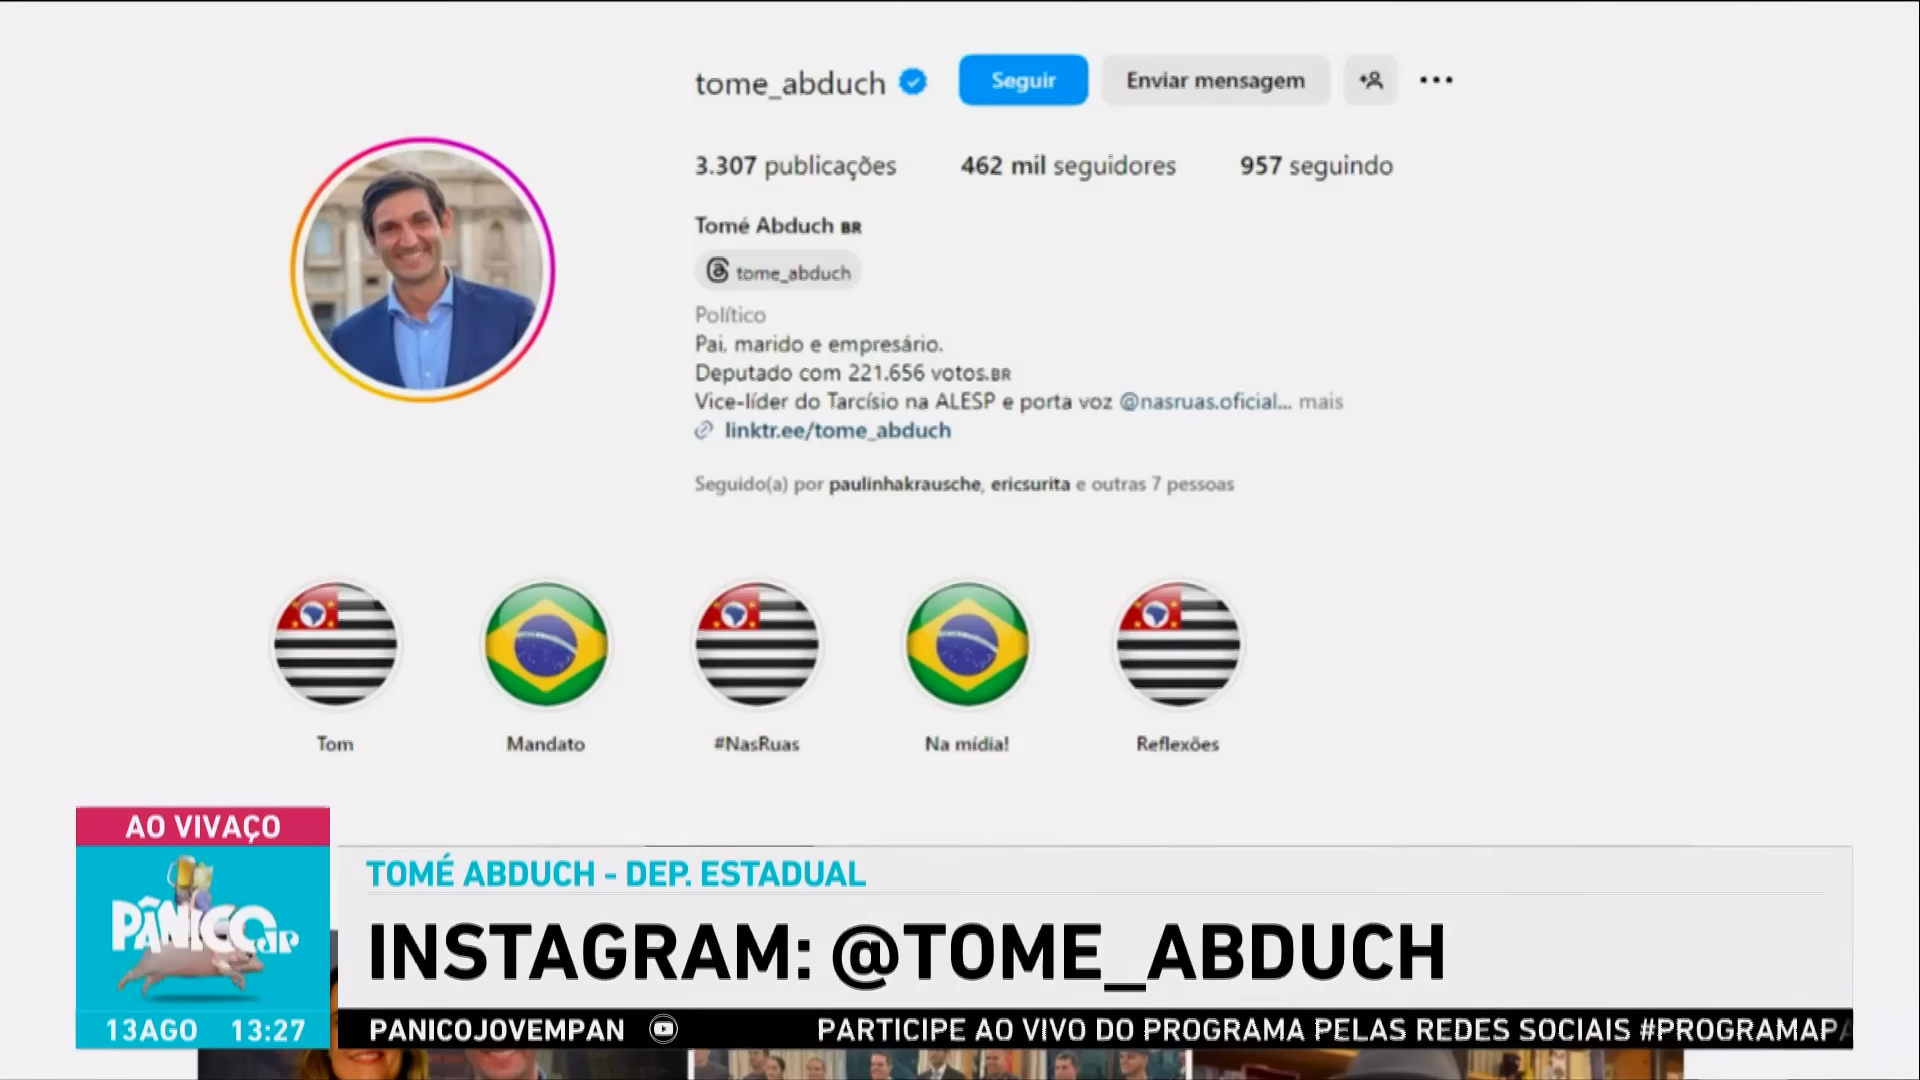 tome_abduch
Seguir
Enviar mensagem
3.307 publicações
462 mil seguidores
957 seguindo
Tomé Abduch BR
tome_abduch
Político
Pai, marido e empresário.
Deputado com 221.656 votos.BR
Vice-líder do Tarcísio na ALESP e porta voz @nasruas.oficial... mais
linktr.ee/tome_abduch
Seguido(a) por paulinhakrausche, ericsurita e outras 7 pessoas
Tom
Mandato
#NasRuas
Na mídia!
Reflexões
AO VIVAÇO
PÂNICO JP
13AGO 13:27
TOMÉ ABDUCH - DEP. ESTADUAL
INSTAGRAM: @TOME_ABDUCH
PANICOJOVEMPAN
PARTICIPE AO VIVO DO PROGRAMA PELAS REDES SOCIAIS #PROGRAMAPA